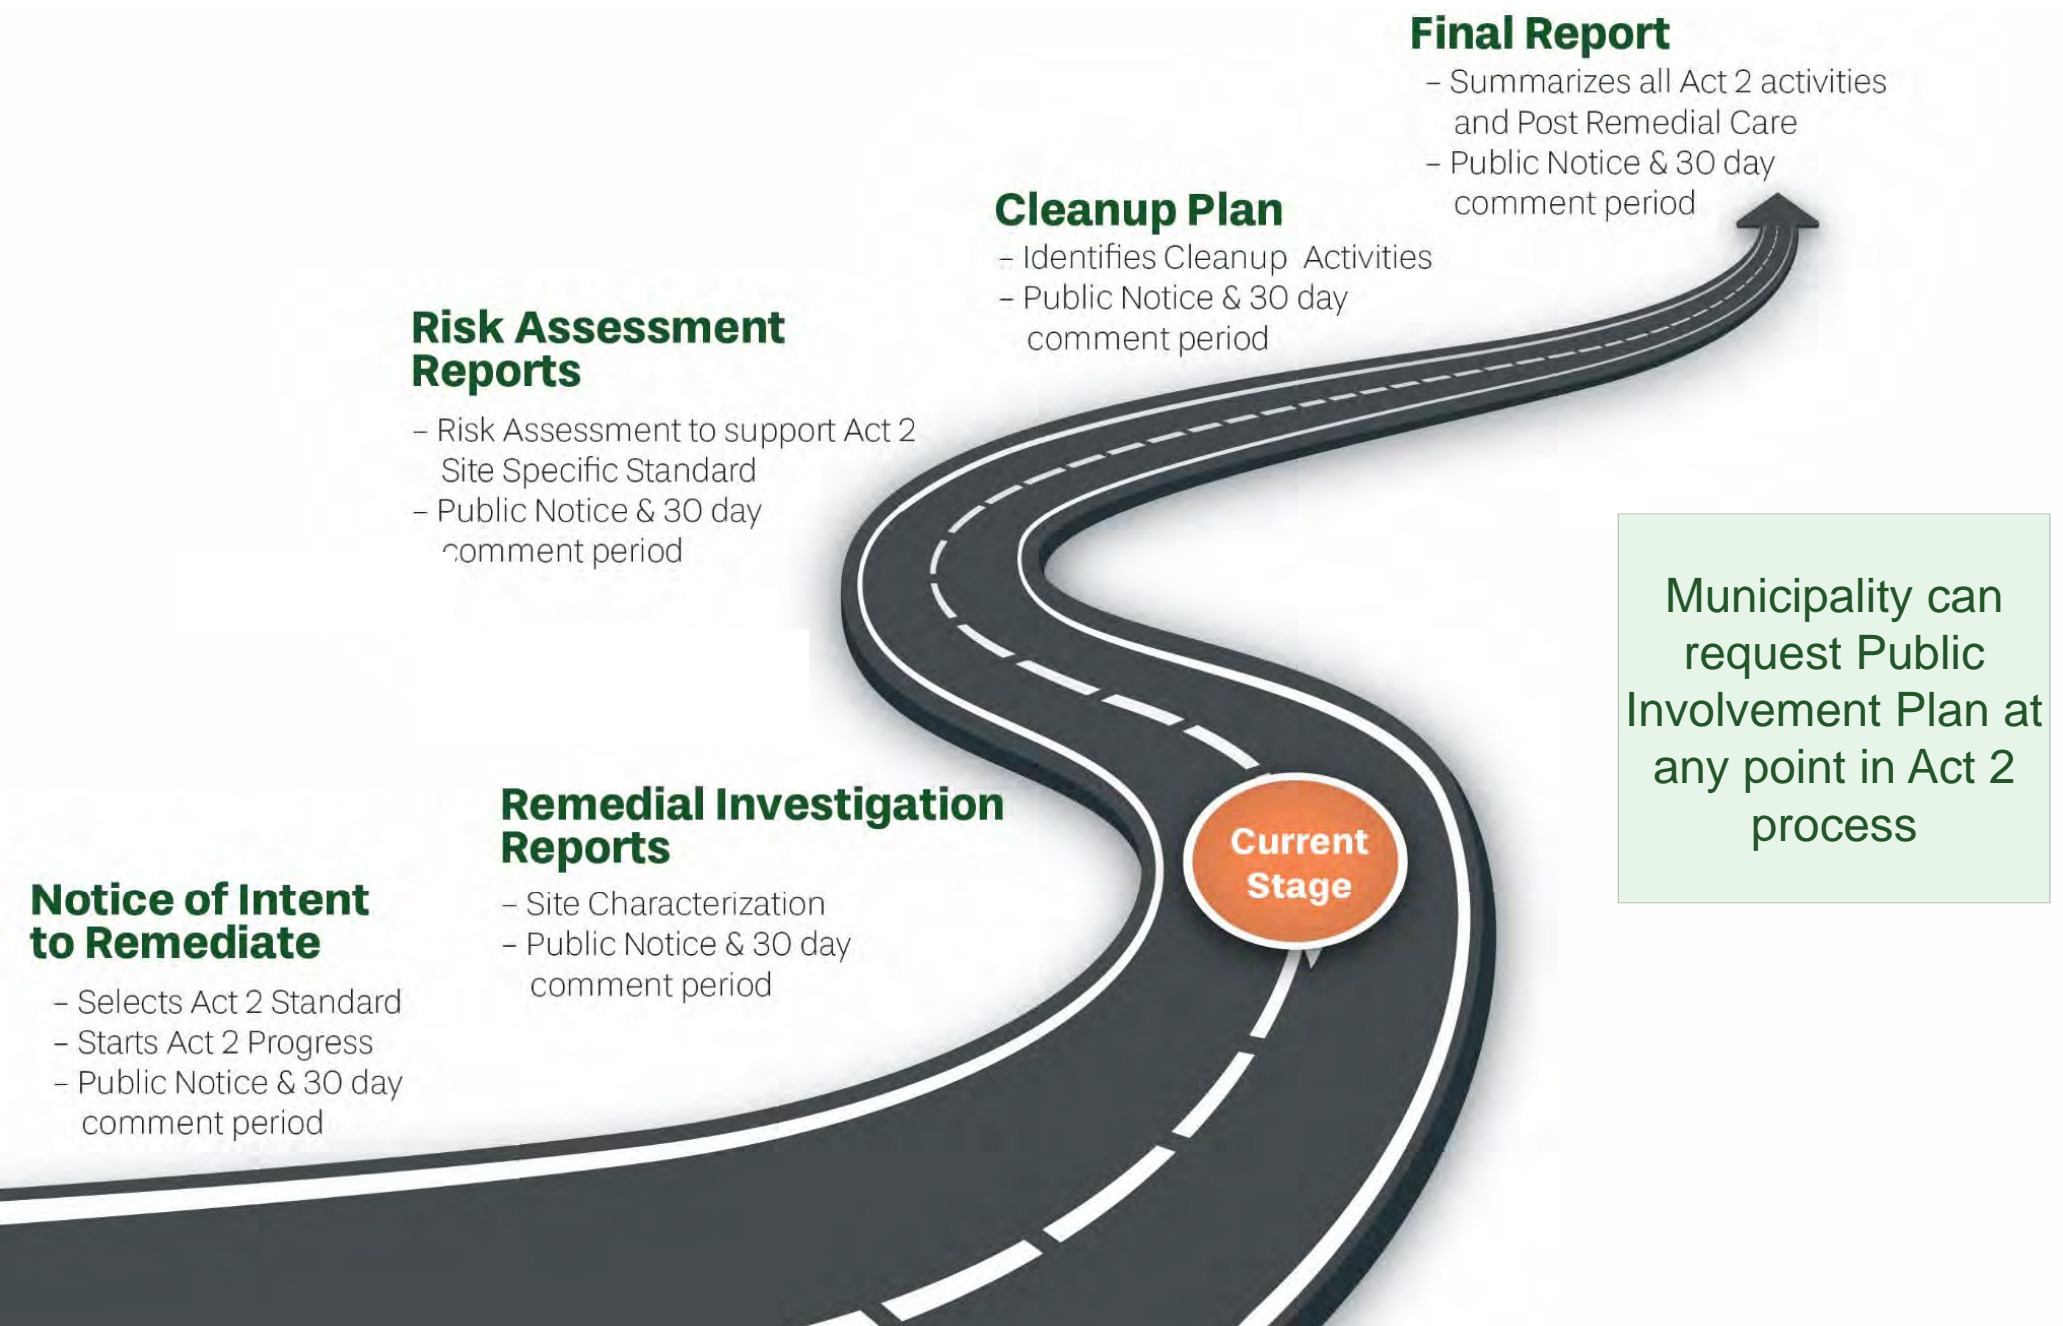 Final Report
– Summarizes all Act 2 activities
and Post Remedial Care
– Public Notice & 30 day
comment period
Cleanup Plan
– Identifies Cleanup Activities
– Public Notice & 30 day
comment period
Risk Assessment
Reports
– Risk Assessment to support Act 2
Site Specific Standard
– Public Notice & 30 day
comment period
Municipality can
request Public
Involvement Plan at
any point in Act 2
process
Remedial Investigation
Reports
– Site Characterization
– Public Notice & 30 day
comment period
Current
Stage
Notice of Intent
to Remediate
– Selects Act 2 Standard
– Starts Act 2 Progress
– Public Notice & 30 day
comment period